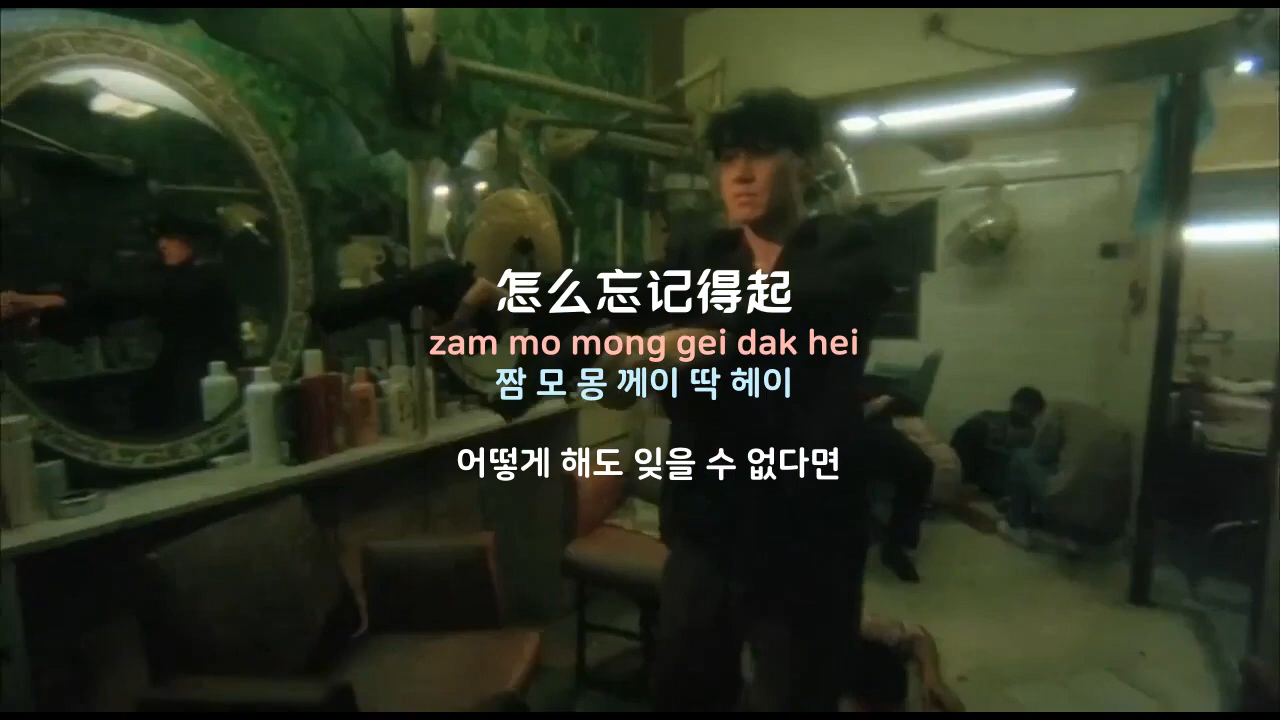 怎么忘记得起
zam mo mong gei dak hei
짬 모 몽 께이 딱 헤이
어떻게 해도 잊을 수 없다면